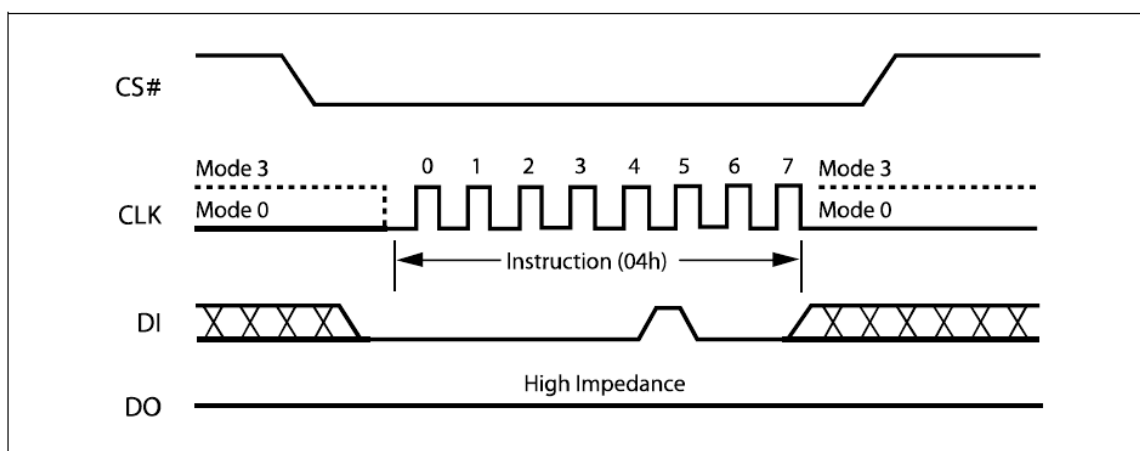 CS#
Mode 3
0 1 2 3 4 5 6 7
Mode 3
CLK
Mode 0
Mode 0
Instruction (04h)
DI
High Impedance
DO